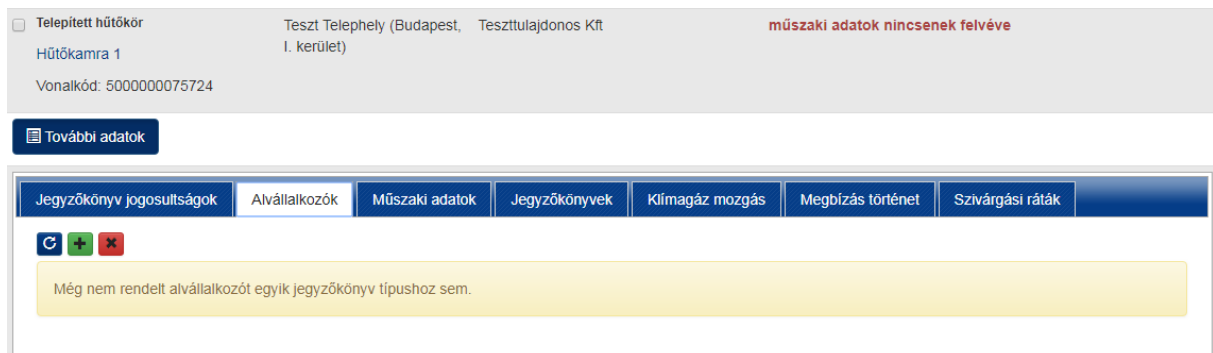 Telepített hűtőkör
Hűtőkamra 1
Vonalkód: 5000000075724
Teszt Telephely (Budapest,
I. kerület)
Teszttulajdonos Kft
műszaki adatok nincsenek felvéve
További adatok
Jegyzőkönyv jogosultságok
Alvállalkozók
Műszaki adatok
Jegyzőkönyvek
Klímagáz mozgás
Megbízás történet
Szivárgási ráták
Még nem rendelt alvállalkozót egyik jegyzőkönyv típushoz sem.